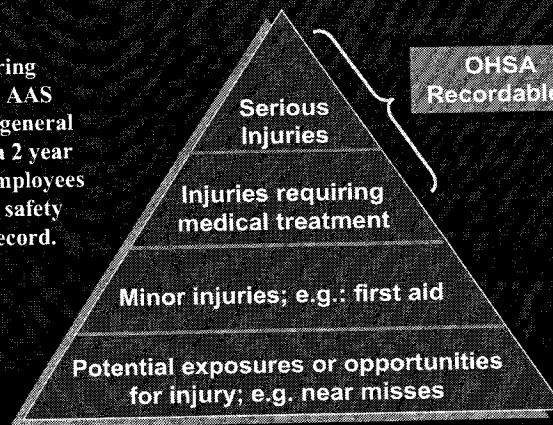 ring
AAS
general
a 2 year
mployees
safety
ecord.
OHSA
Recordable
Serious
Injuries
Injuries requiring
medical treatment
Minor injuries; e.g.: first aid
Potential exposures or opportunities
for injury; e.g. near misses